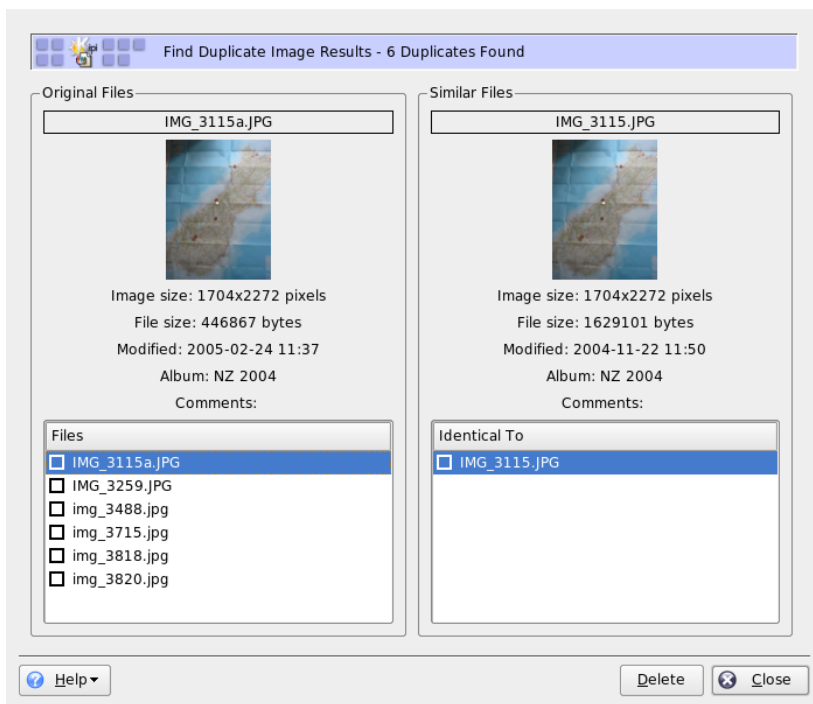 Find Duplicate Image Results - 6 Duplicates Found
Original Files
IMG_3115a.JPG
Image size: 1704x2272 pixels
File size: 446867 bytes
Modified: 2005-02-24 11:37
Album: NZ 2004
Comments:
Files
IMG_3115a.JPG
IMG_3259.JPG
img_3488.jpg
img_3715.jpg
img_3818.jpg
img_3820.jpg
Similar Files
IMG_3115.JPG
Image size: 1704x2272 pixels
File size: 1629101 bytes
Modified: 2004-11-22 11:50
Album: NZ 2004
Comments:
Identical To
IMG_3115.JPG
Help
Delete
Close